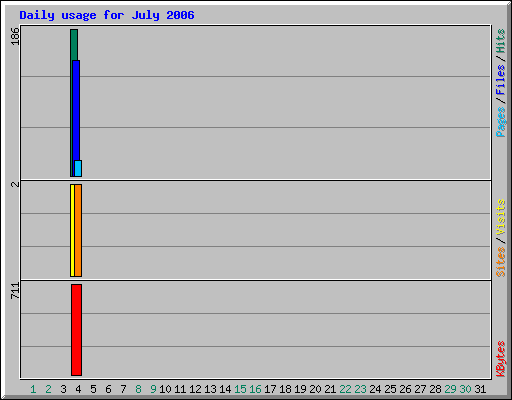 Daily usage for July 2006
186
Pages / Files / Hits
2
Sites / Visits
711
KBytes
1 2 3 4 5 6 7 8 9 10 11 12 13 14 15 16 17 18 19 20 21 22 23 24 25 26 27 28 29 30 31